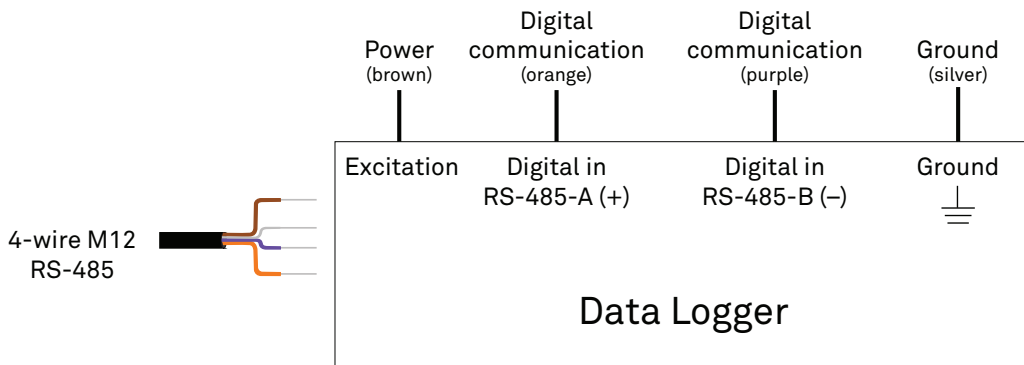 Power
(brown)
Digital
communication
(orange)
Digital
communication
(purple)
Ground
(silver)
Excitation
Digital in
RS-485-A (+)
Digital in
RS-485-B (–)
Ground
4-wire M12
RS-485
Data Logger